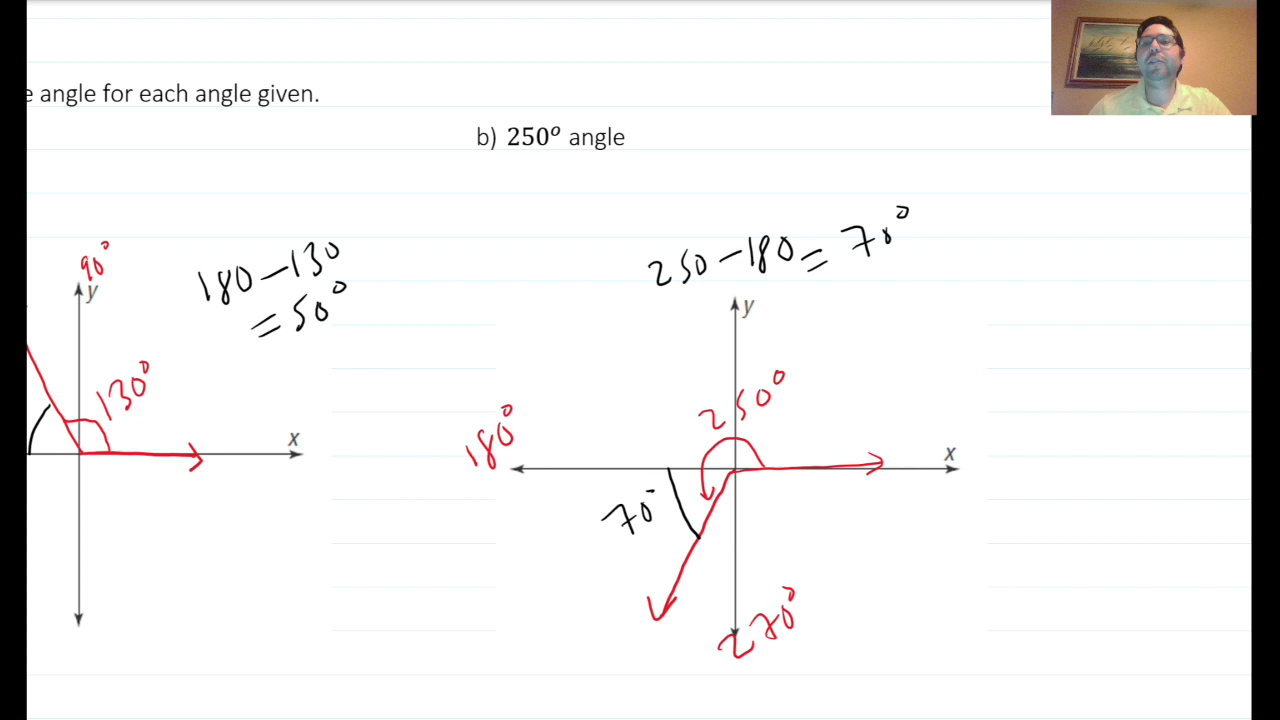 e angle for each angle given.
b) 250° angle
90°
y
180-130
=50°
130°
x
250-180=70°
y
250°
180°
x
70°
270°